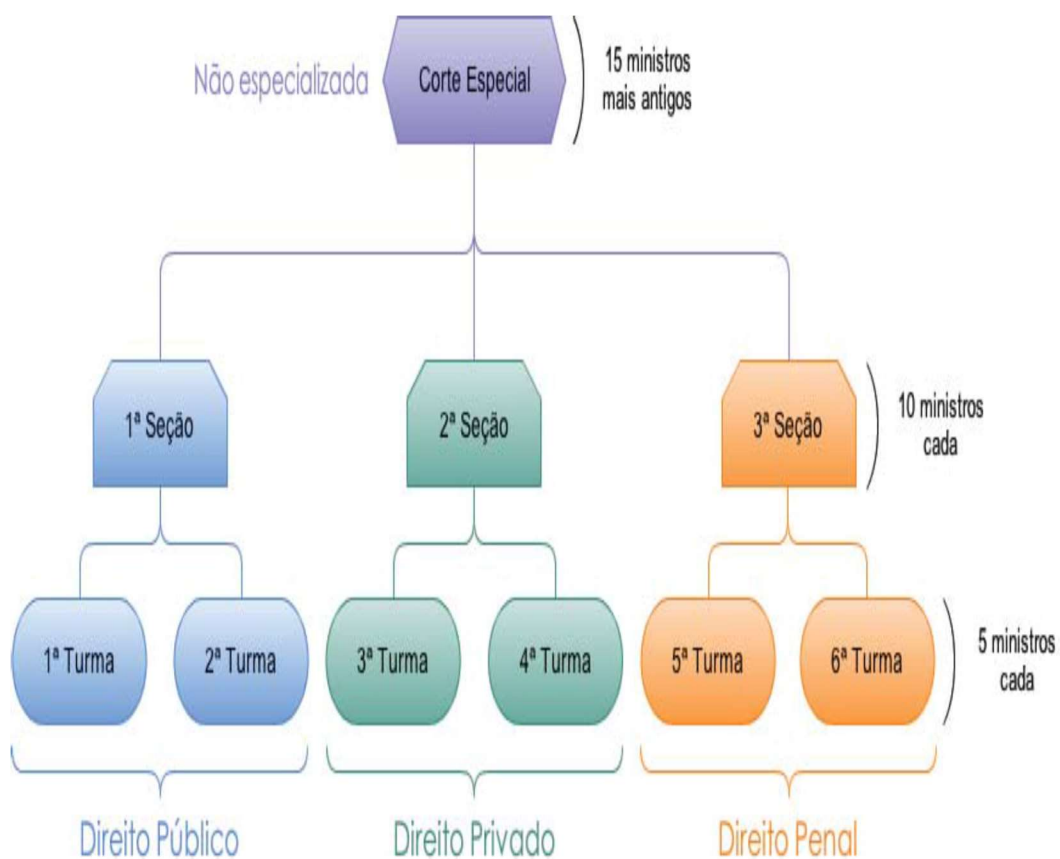 Não especializada
Corte Especial
15 ministros
mais antigos
1ª Seção
2ª Seção
3ª Seção
10 ministros
cada
1ª Turma
2ª Turma
3ª Turma
4ª Turma
5ª Turma
6ª Turma
5 ministros
cada
Direito Público
Direito Privado
Direito Penal